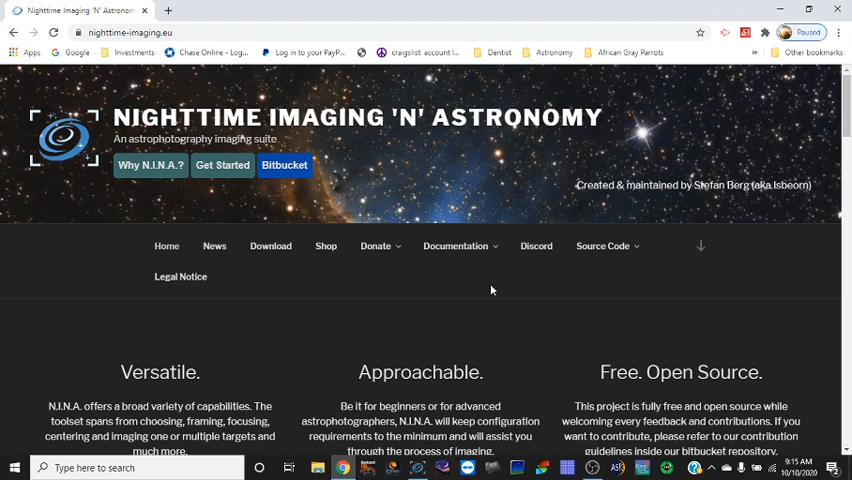 Nighttime Imaging 'N' Astronom
nighttime-imaging.eu
Paused
Apps Google Investments Chase Online - Log... Log in to your PayP... craigslist: account l... Dentist Astronomy African Gray Parrots Other bookmarks
NIGHTTIME IMAGING 'N' ASTRONOMY
An astrophotography imaging suite
Why N.I.N.A.? Get Started Bitbucket
Created & maintained by Stefan Berg (aka Isbeorn)
Home News Download Shop Donate Documentation Discord Source Code
Legal Notice
Versatile. Approachable. Free. Open Source.
N.I.N.A. offers a broad variety of capabilities. The
toolset spans from choosing, framing, focusing,
centering and imaging one or multiple targets and
much more.
Be it for beginners or for advanced
astrophotographers, N.I.N.A. will keep configuration
requirements to the minimum and will assist you
through the process of imaging.
This project is fully free and open source while
welcoming every feedback and contributions. If you
want to contribute, please refer to our contribution
guidelines inside our bitbucket repository.
Type here to search
9:15 AM
10/10/2020
2